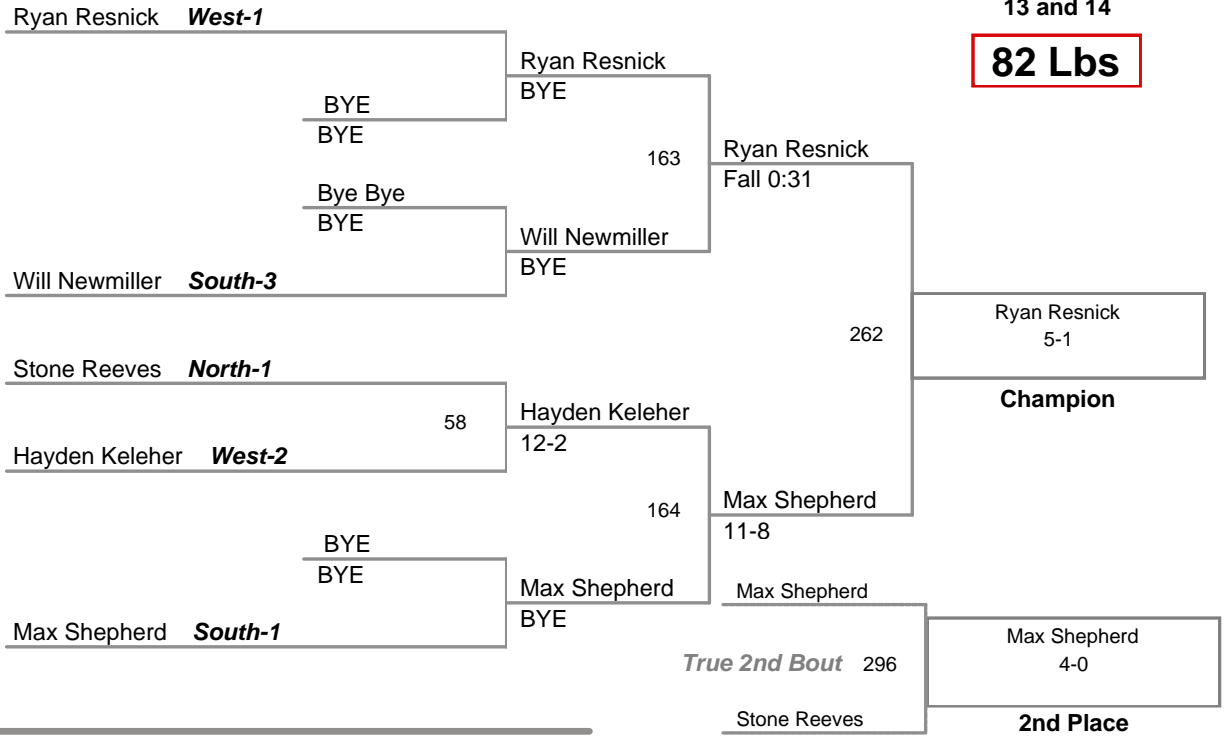 13 and 14
82 Lbs
Ryan Resnick West-1
Ryan Resnick
BYE
BYE
BYE
163
Ryan Resnick
Fall 0:31
Bye Bye
BYE
Will Newmiller
BYE
Will Newmiller South-3
262
Ryan Resnick
5-1
Champion
Stone Reeves North-1
58
Hayden Keleher
12-2
Hayden Keleher West-2
164
Max Shepherd
11-8
BYE
BYE
Max Shepherd
BYE
Max Shepherd South-1
Max Shepherd
True 2nd Bout 296
Max Shepherd
4-0
Stone Reeves
2nd Place